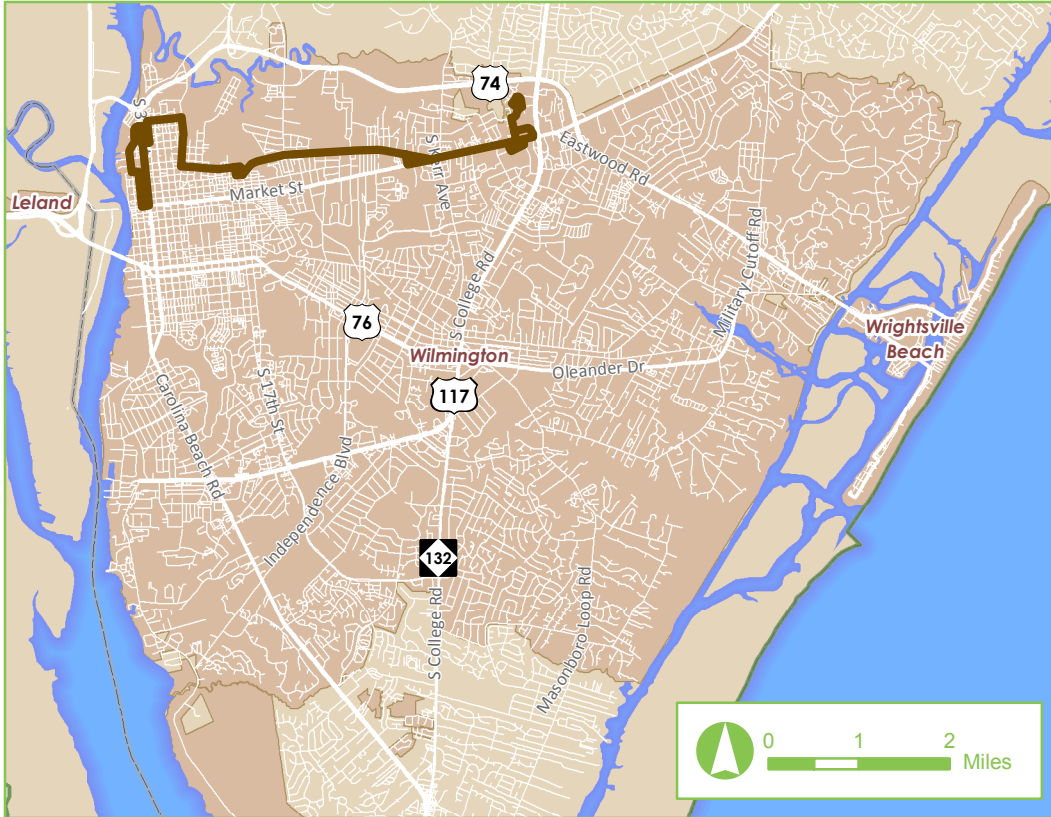 74
S 3
S Kerr Ave
Eastwood Rd
Market St
Leland
Military Cutoff Rd
S College Rd
76
Wrightsville
Beach
Wilmington
Oleander Dr
117
S 17th St
Carolina Beach Rd
Independence Blvd
132
S College Rd
Masonboro Loop Rd
0 1 2
Miles